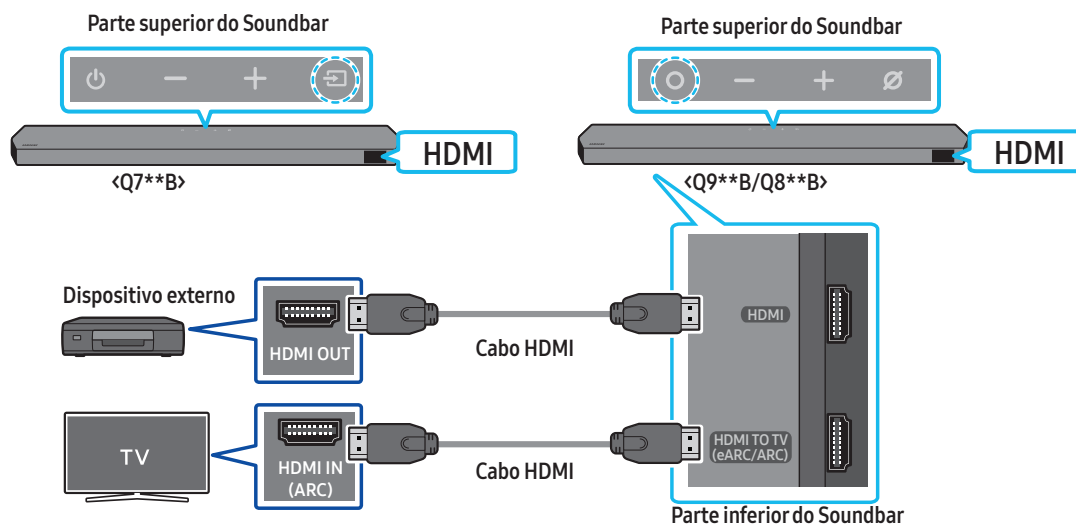 Parte superior do Soundbar
Parte superior do Soundbar
HDMI
HDMI
<Q7**B>
<Q9**B/Q8**B>
Dispositivo externo
HDMI OUT
Cabo HDMI
HDMI
TV
HDMI IN
(ARC)
Cabo HDMI
HDMI TO TV
(eARC/ARC)
Parte inferior do Soundbar